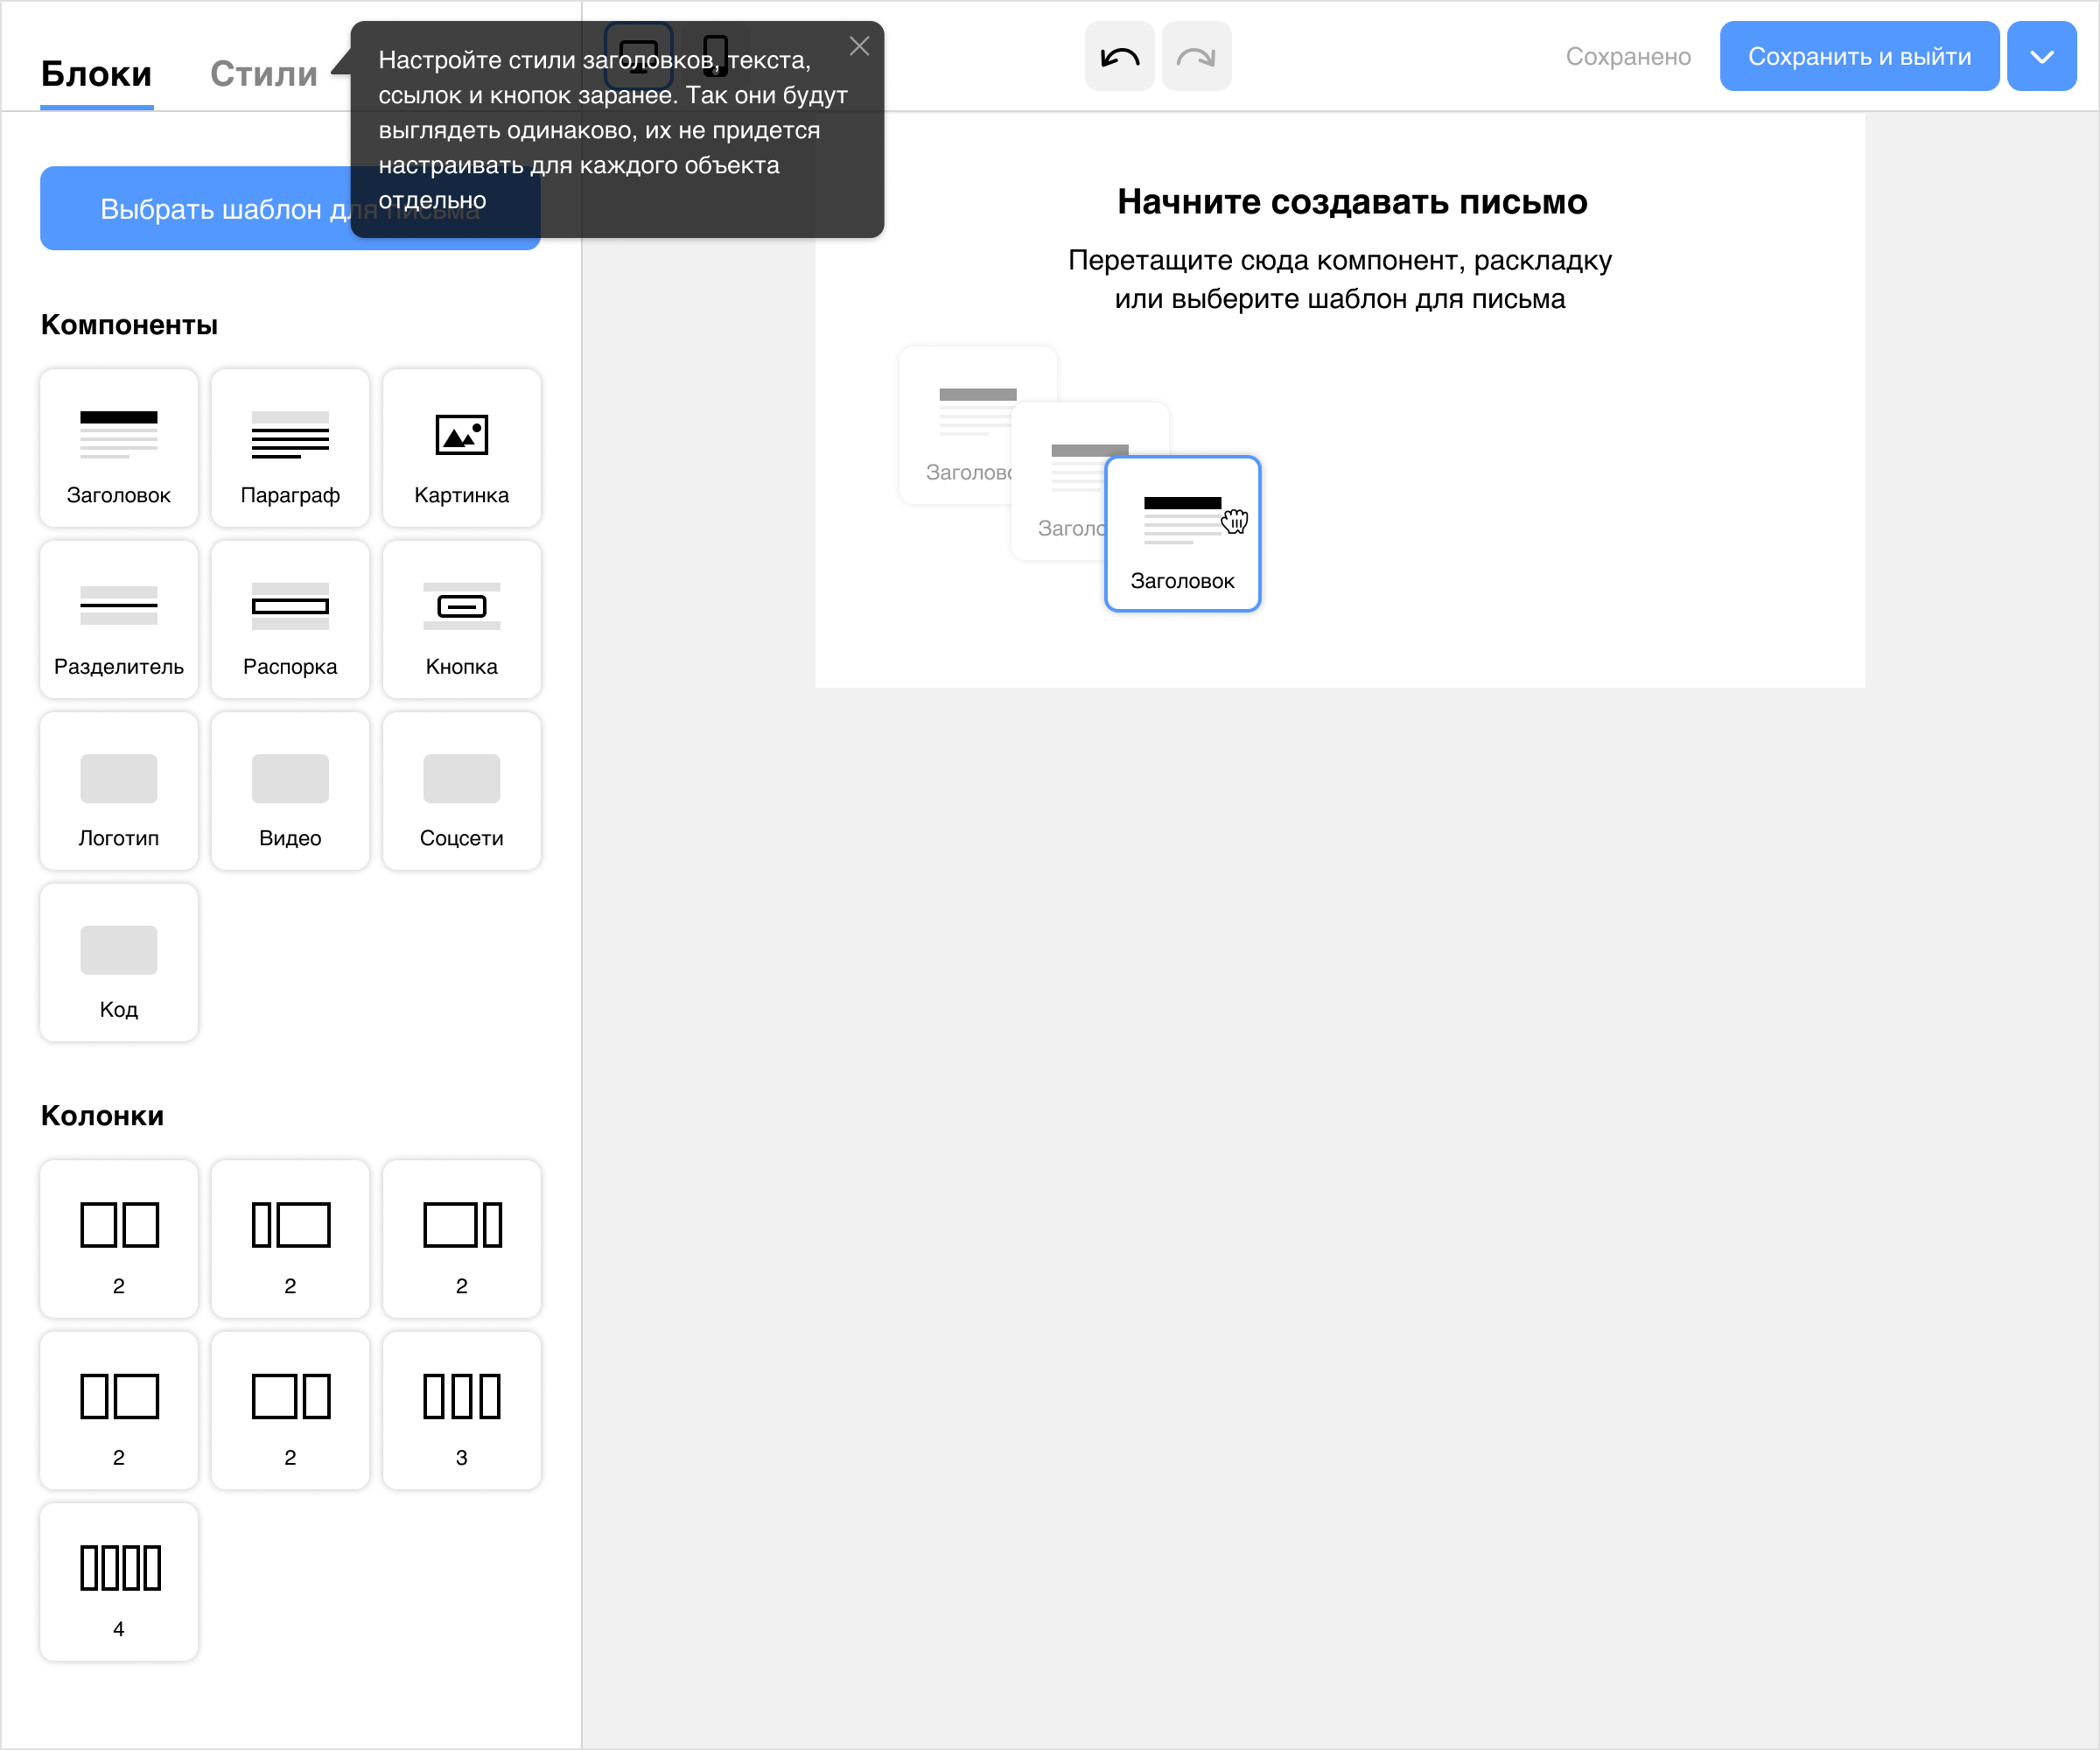 Блоки
Стили
Настройте стили заголовков, текста,
ссылок и кнопок заранее. Так они будут
выглядеть одинаково, их не придется
настраивать для каждого объекта
отдельно
Сохранено
Сохранить и выйти
Выбрать шаблон для письма
Компоненты
Заголовок
Параграф
Картинка
Разделитель
Распорка
Кнопка
Логотип
Видео
Соцсети
Код
Колонки
2
2
2
2
2
3
4
Начните создавать письмо
Перетащите сюда компонент, раскладку
или выберите шаблон для письма
Заголово
Заголо
Заголовок